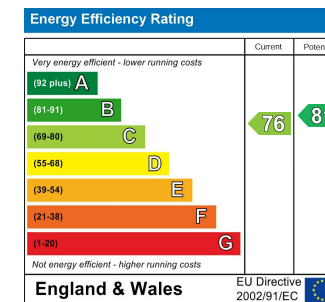 Energy Efficiency Rating
Current
Very energy efficient - lower running costs
(92 plus) A
(81-91) B
(69-80) C
76
(55-68) D
(39-54) E
(21-38) F
(1-20) G
Not energy efficient - higher running costs
England & Wales
EU Directive
2002/91/EC